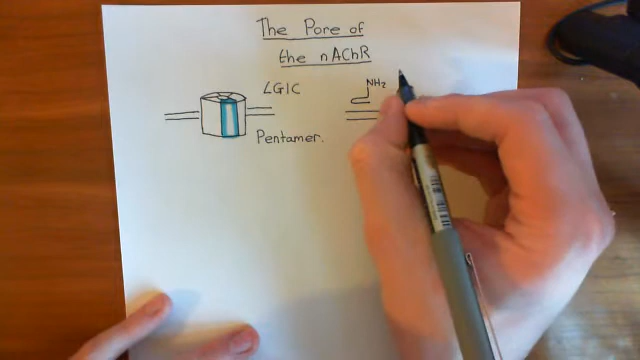 The Pore of
the nAChR
LGIC
NH2
Pentamer.